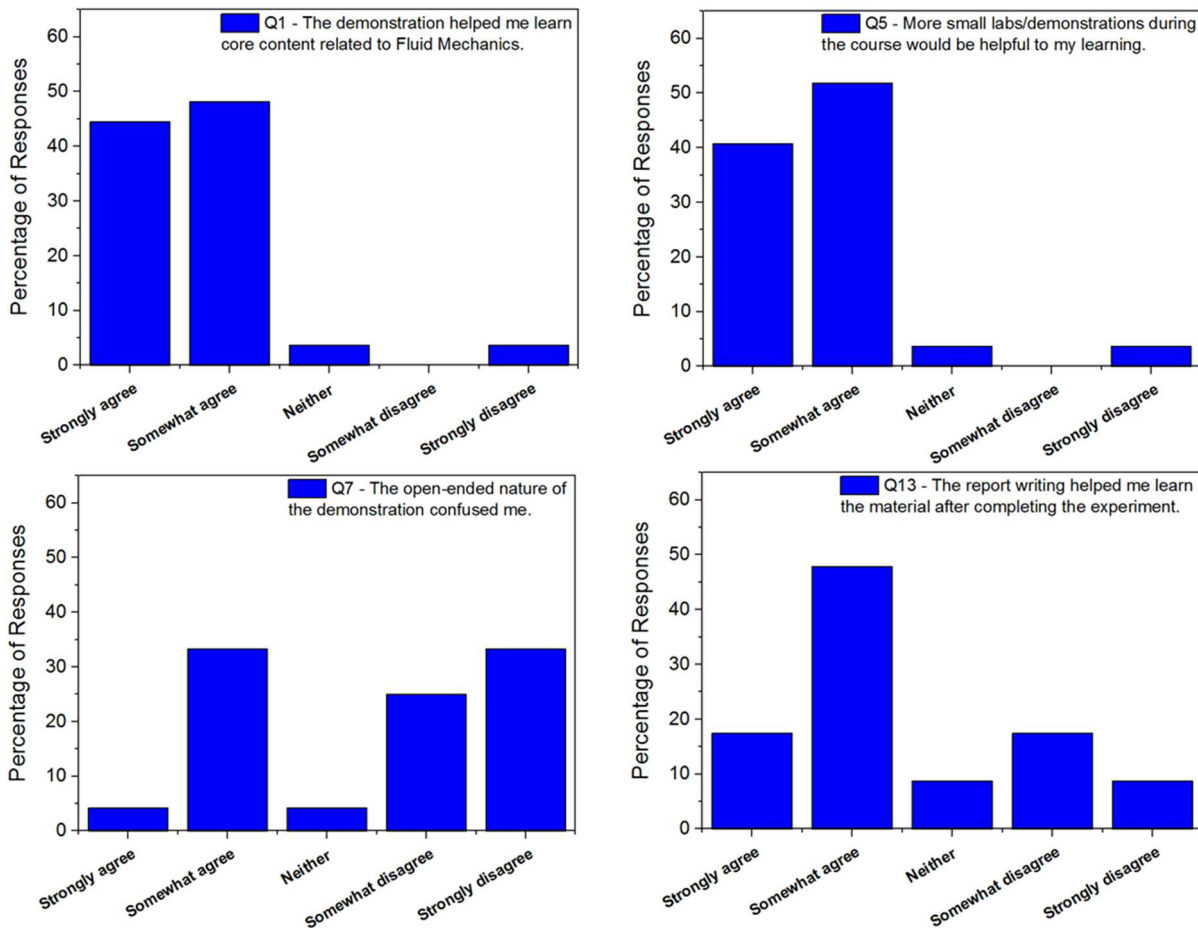 Q1 - The demonstration helped me learn
core content related to Fluid Mechanics.
Percentage of Responses
60
50
40
30
20
10
0
Strongly agree
Somewhat agree
Neither
Somewhat disagree
Strongly disagree
Q5 - More small labs/demonstrations during
the course would be helpful to my learning.
Percentage of Responses
60
50
40
30
20
10
0
Strongly agree
Somewhat agree
Neither
Somewhat disagree
Strongly disagree
Q7 - The open-ended nature of
the demonstration confused me.
Percentage of Responses
60
50
40
30
20
10
0
Strongly agree
Somewhat agree
Neither
Somewhat disagree
Strongly disagree
Q13 - The report writing helped me learn
the material after completing the experiment.
Percentage of Responses
60
50
40
30
20
10
0
Strongly agree
Somewhat agree
Neither
Somewhat disagree
Strongly disagree